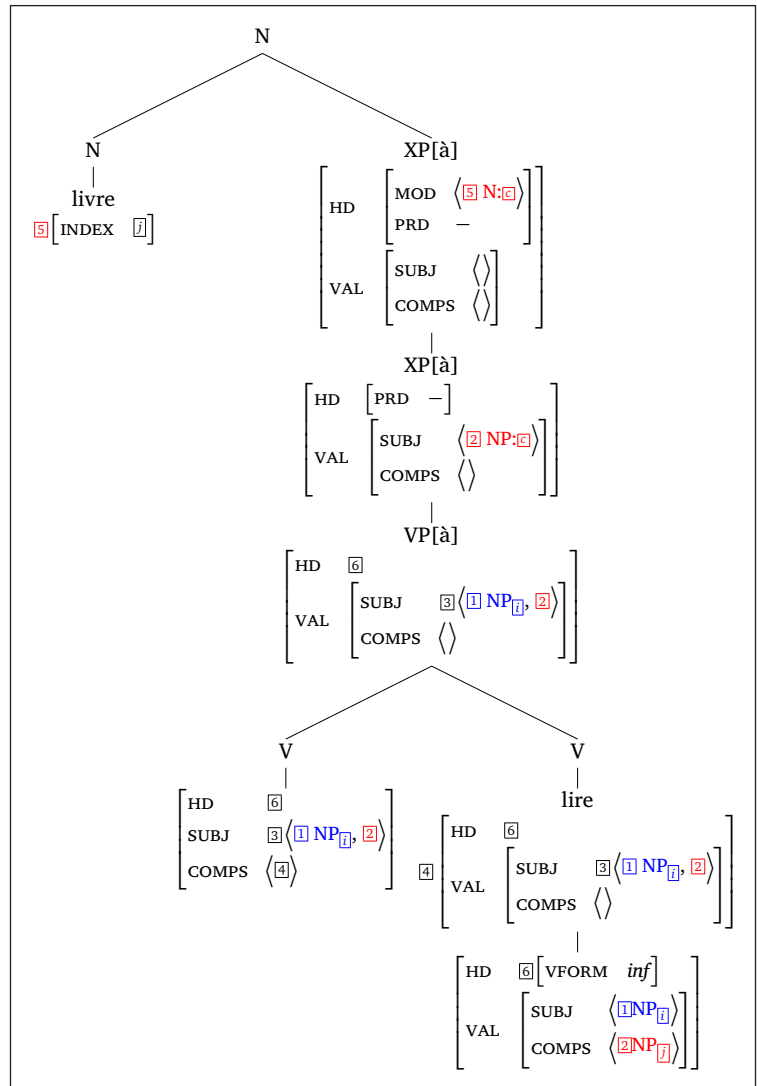 N
N XP[à]
livre
5 [INDEX j]
HD [MOD ⟨5 N:c⟩
PRD –]
VAL [SUBJ ⟨⟩
COMPS ⟨⟩]
XP[à]
HD [PRD –]
VAL [SUBJ ⟨2 NP:c⟩
COMPS ⟨⟩]
VP[à]
HD 6
VAL [SUBJ 3⟨1 NPi, 2⟩
COMPS ⟨⟩]
V V
lire
HD 6
SUBJ 3⟨1 NPi, 2⟩
COMPS ⟨4⟩
4 HD 6
VAL [SUBJ 3⟨1 NPi, 2⟩
COMPS ⟨⟩]
HD 6[VFORM inf]
VAL [SUBJ ⟨1NPi⟩
COMPS ⟨2NPj⟩]